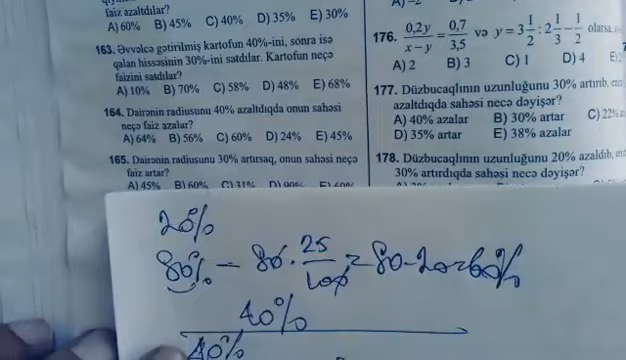 faiz azaltdılar?
A) 60% B) 45% C) 40% D) 35% E) 30%
163. Əvvəlcə gətirilmiş kartofun 40%-ini, sonra isə
qalan hissəsinin 30%-ini satdılar. Kartofun neçə
faizini satdılar?
A) 10% B) 70% C) 58% D) 48% E) 68%
164. Dairənin radiusunu 40% azaltdıqda onun sahəsi
neçə faiz azalar?
A) 64% B) 56% C) 60% D) 24% E) 45%
165. Dairənin radiusunu 30% artırsaq, onun sahəsi neçə
faiz artar?
A) 45% B) 60%
176. 0,2y / x−y = 0,7 / 3,5 və y = 3 1/2 : 2 1/3 − 1/2 olarsa,
A) 2 B) 3 C) 1 D) 4
177. Düzbucaqlının uzunluğunu 30% artırıb,
azaltdıqda sahəsi necə dəyişər?
A) 40% azalar B) 30% artar C) 22%
D) 35% artar E) 38% azalar
178. Düzbucaqlının uzunluğunu 20% azaldıb,
30% artırdıqda sahəsi necə dəyişər?
80% − 80 · 25/100 = 80-20=60%
40%
40%